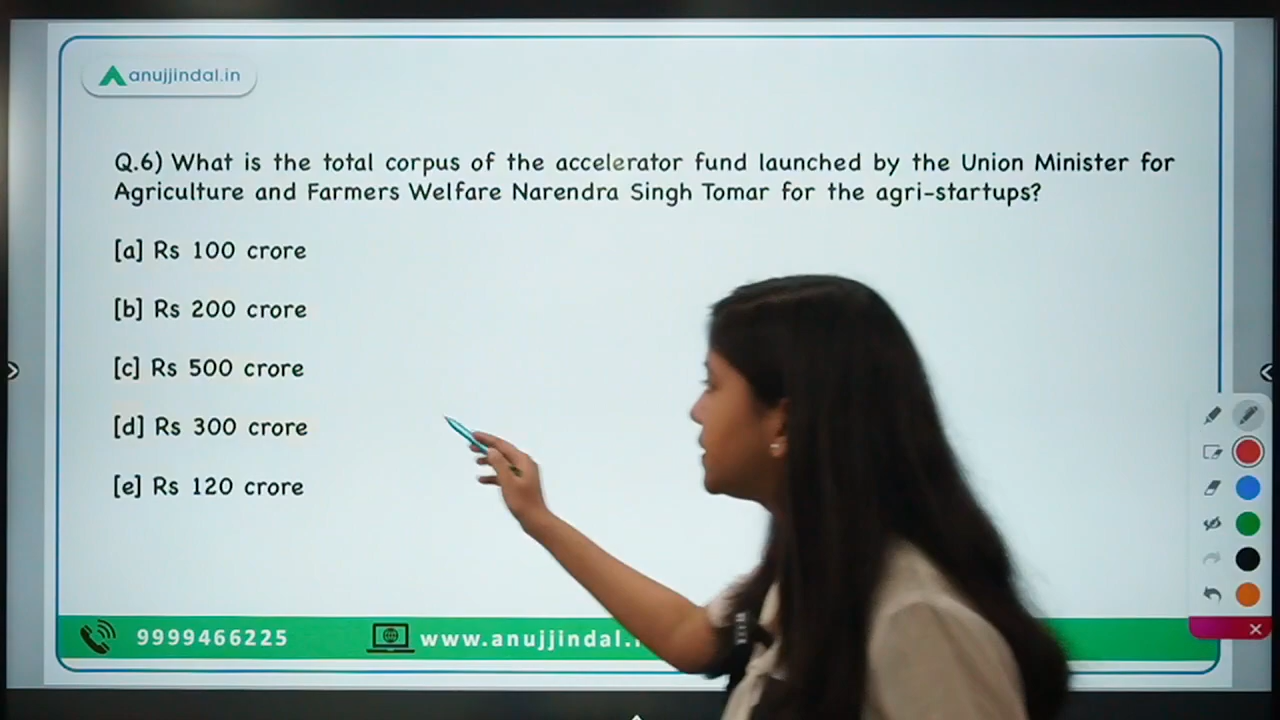 anujjindal.in
Q.6) What is the total corpus of the accelerator fund launched by the Union Minister for
Agriculture and Farmers Welfare Narendra Singh Tomar for the agri-startups?
[a] Rs 100 crore
[b] Rs 200 crore
[c] Rs 500 crore
[d] Rs 300 crore
[e] Rs 120 crore
9999466225 www.anujjindal.